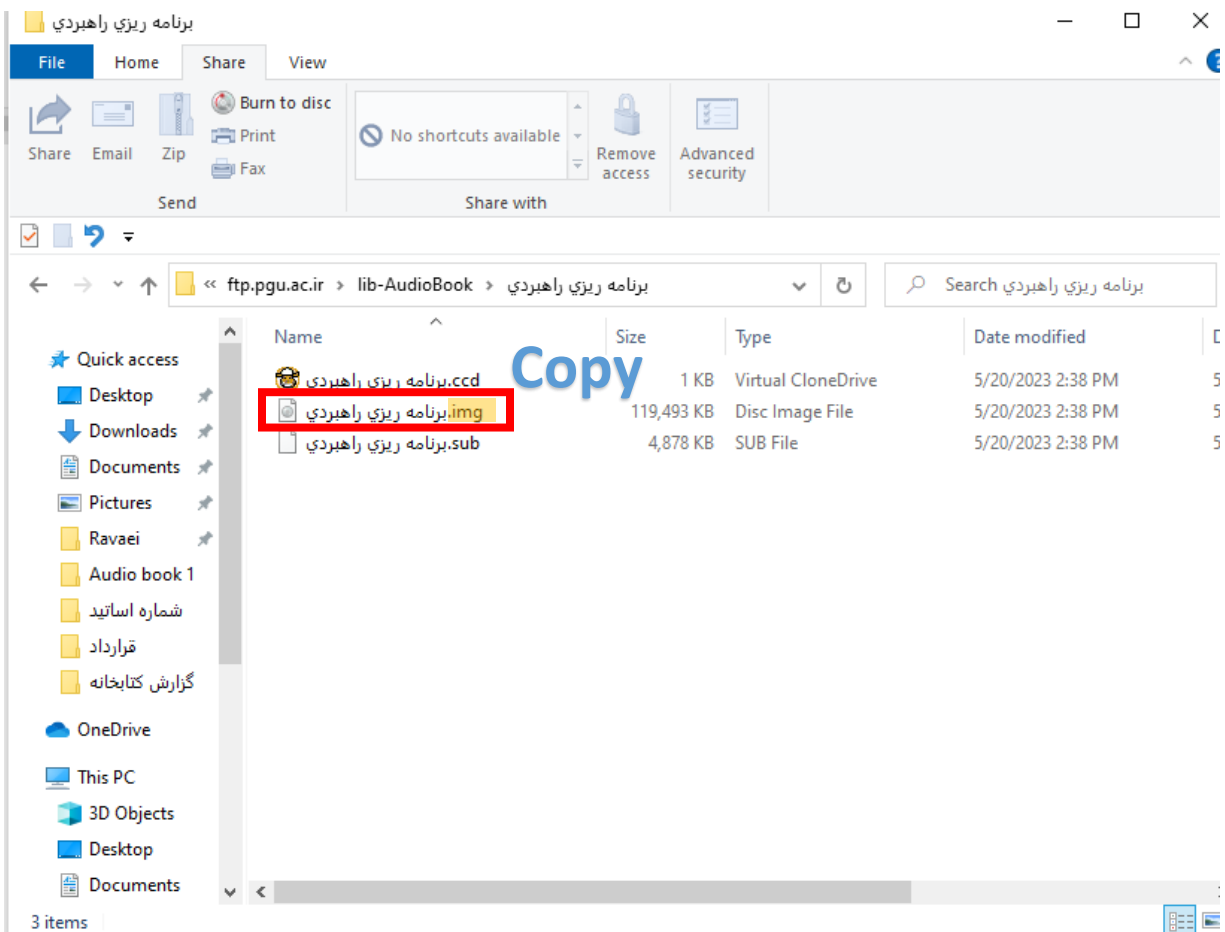 برنامه ريزي راهبردي
File Home Share View
Share Email Zip
Burn to disc
Print
Fax
Send
No shortcuts available
Share with
Remove access
Advanced security
« ftp.pgu.ac.ir › lib-AudioBook › برنامه ريزي راهبردي
Search برنامه ريزي راهبردي
Name Size Type Date modified
Copy
برنامه ريزي راهبردي.ccd 1 KB Virtual CloneDrive 5/20/2023 2:38 PM 5
برنامه ريزي راهبردي.img 119,493 KB Disc Image File 5/20/2023 2:38 PM 5
برنامه ريزي راهبردي.sub 4,878 KB SUB File 5/20/2023 2:38 PM 5
Quick access
Desktop
Downloads
Documents
Pictures
Ravaei
Audio book 1
شماره اساتید
قرارداد
گزارش کتابخانه
OneDrive
This PC
3D Objects
Desktop
Documents
3 items